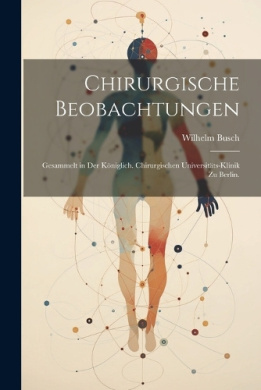 Chirurgische
Beobachtungen
Wilhelm Busch
Gesammelt in Der Königlich. Chirurgischen Universitäts-Klinik
Zu Berlin.